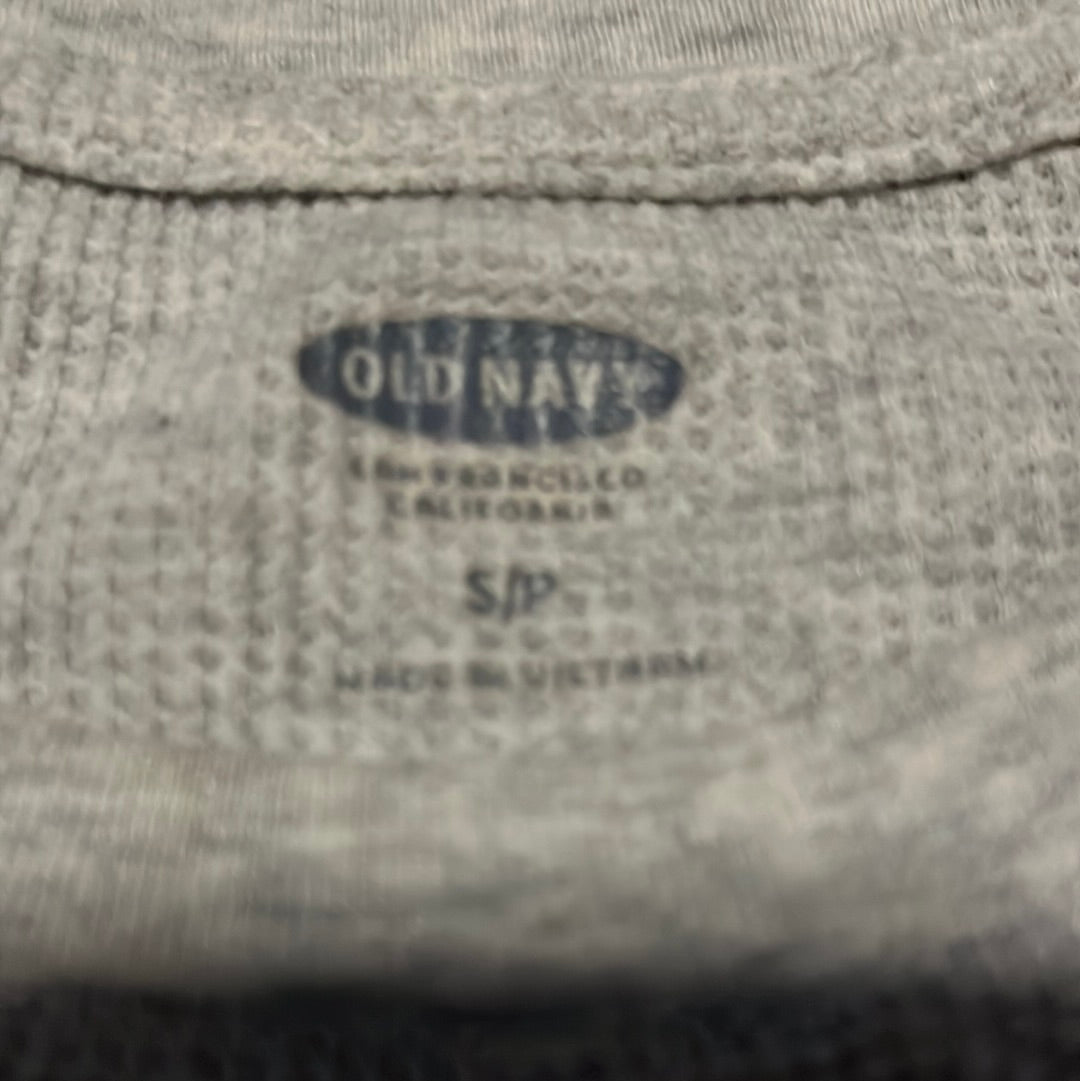 OLD NAVY
SAN FRANCISCO
CALIFORNIA
S/P
MADE IN VIETNAM